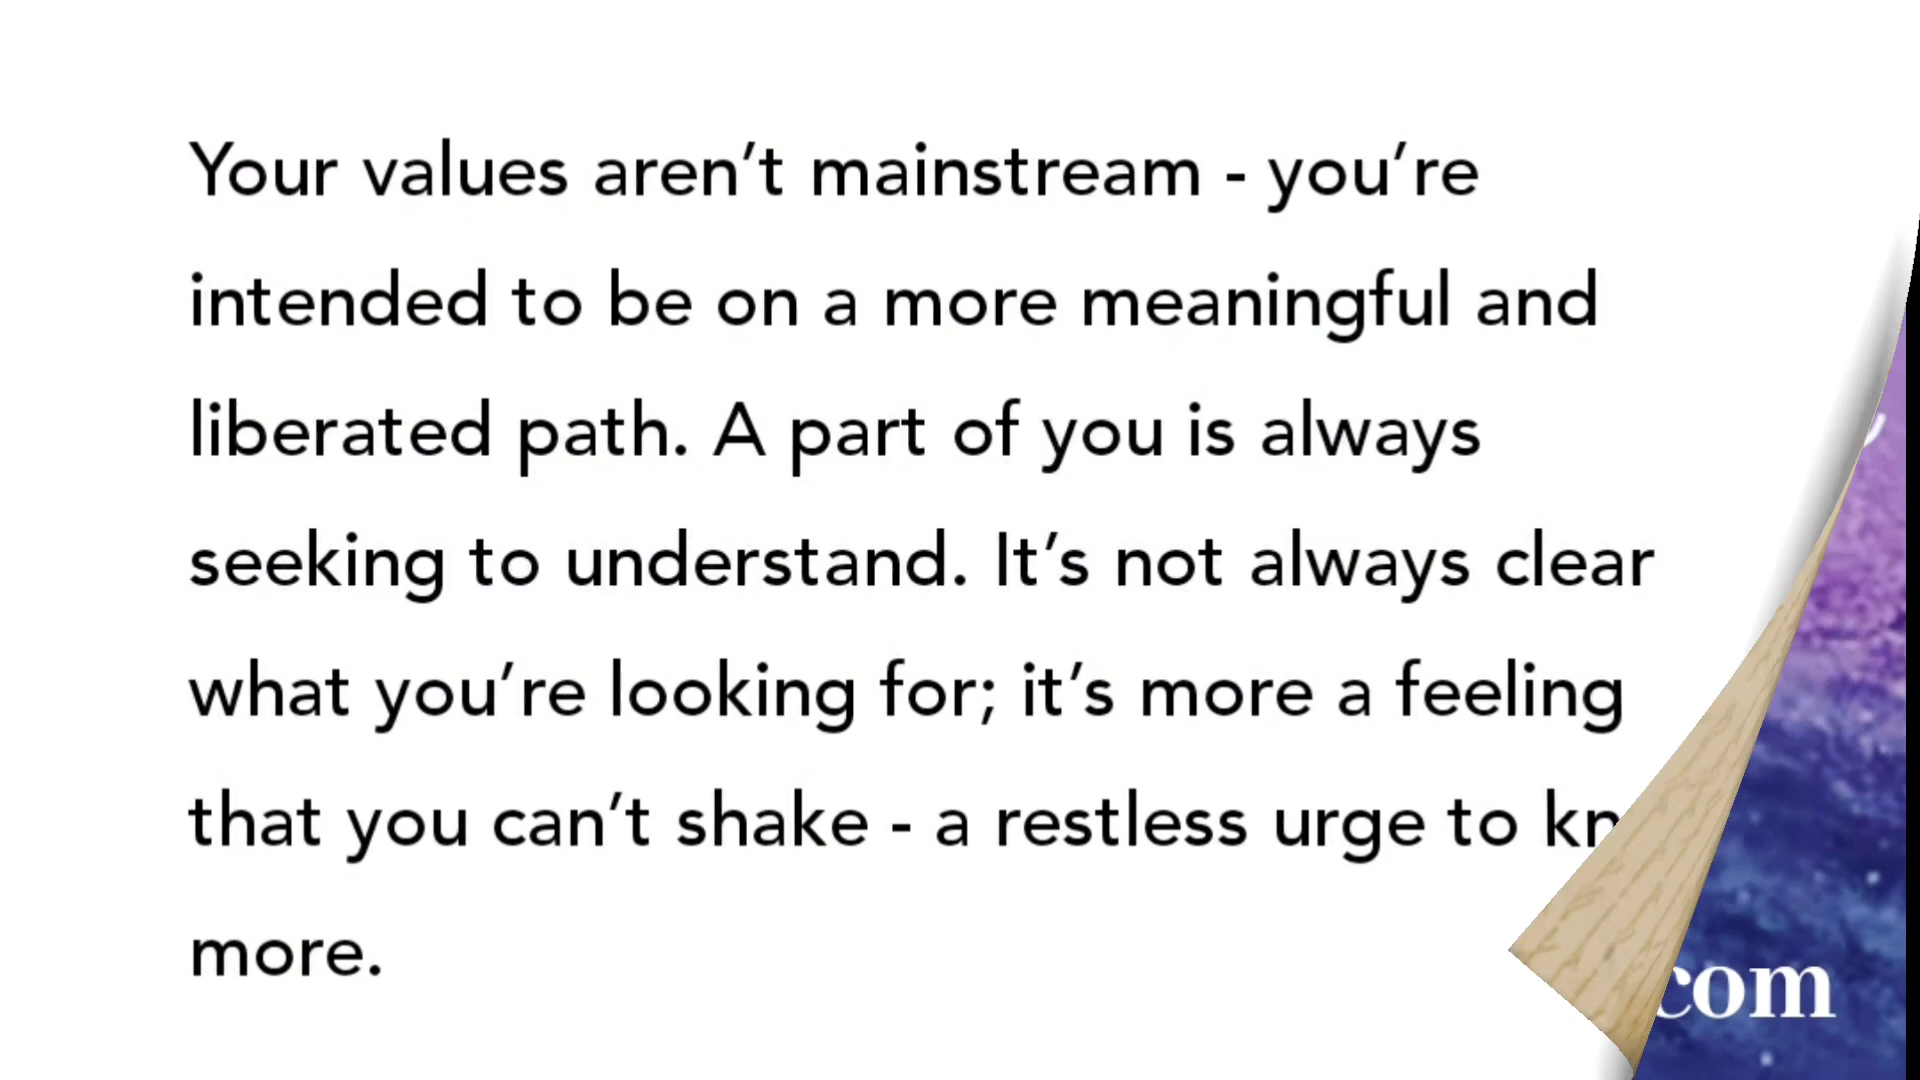 Your values aren’t mainstream - you’re
intended to be on a more meaningful and
liberated path. A part of you is always
seeking to understand. It’s not always clear
what you’re looking for; it’s more a feeling
that you can’t shake - a restless urge to
more.
com